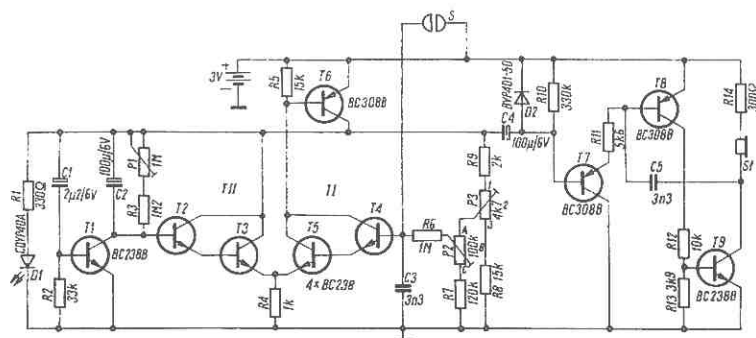 S
3V
+
-
R5
15k
T6
BC308B
BYP401-50
D2
R10
330k
T8
BC308B
R14
C4
100µ/6V
R11
5k6
C1
2µ2/6V
100µ/6V
C2
P1
1M
R3
1M2
R1
330Ω
CQYP40A
D1
T1
BC238B
R2
33k
T2
TII
T3
TI
T5
T4
R4
1k
4×BC238
R6
1M
R9
2k
P3
4k7
2
A
P2
100k
B
C
R7
120k
R8
15k
C3
3n3
T7
BC308B
C5
3n3
R12
10k
T9
R13
3k9
BC238B